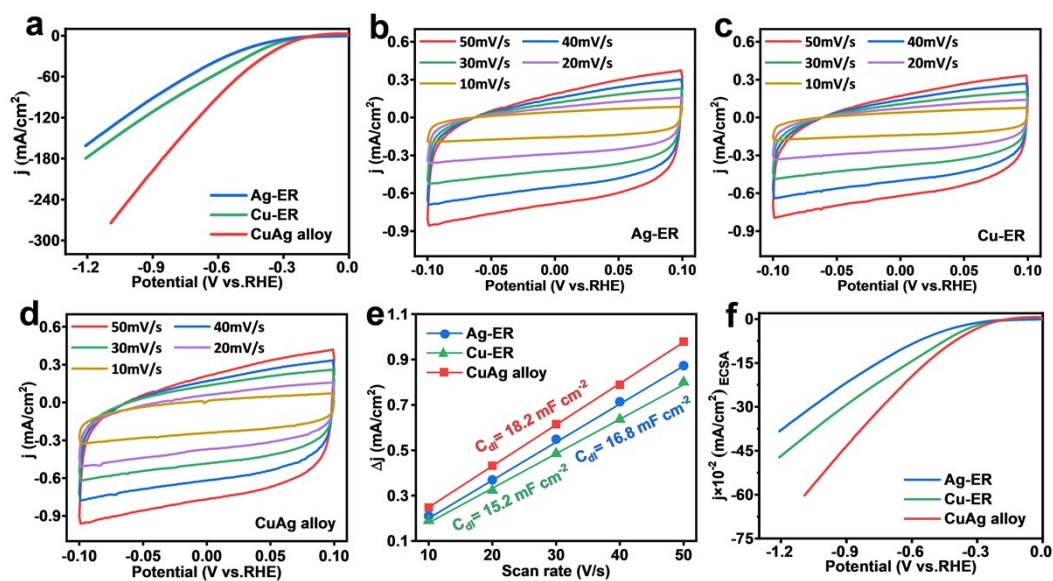 a
0
-60
-120
-180
-240
-300
j (mA/cm²)
Ag-ER
Cu-ER
CuAg alloy
-1.2 -0.9 -0.6 -0.3 0.0
Potential (V vs.RHE)
b
50mV/s 40mV/s
30mV/s 20mV/s
10mV/s
0.6
0.3
0.0
-0.3
-0.6
-0.9
j (mA/cm²)
Ag-ER
-0.10 -0.05 0.00 0.05 0.10
Potential (V vs.RHE)
c
50mV/s 40mV/s
30mV/s 20mV/s
10mV/s
0.6
0.3
0.0
-0.3
-0.6
-0.9
j (mA/cm²)
Cu-ER
-0.10 -0.05 0.00 0.05 0.10
Potential (V vs.RHE)
d
50mV/s 40mV/s
30mV/s 20mV/s
10mV/s
0.6
0.3
0.0
-0.3
-0.6
-0.9
j (mA/cm²)
CuAg alloy
-0.10 -0.05 0.00 0.05 0.10
Potential (V vs.RHE)
e
Ag-ER
Cu-ER
CuAg alloy
1.1
0.9
0.7
0.5
0.3
0.1
Δj (mA/cm²)
Cdl= 18.2 mF cm⁻²
Cdl= 16.8 mF cm⁻²
Cdl= 15.2 mF cm⁻²
10 20 30 40 50
Scan rate (V/s)
f
0
-15
-30
-45
-60
-75
j×10⁻² (mA/cm²) ECSA
Ag-ER
Cu-ER
CuAg alloy
-1.2 -0.9 -0.6 -0.3 0.0
Potential (V vs.RHE)